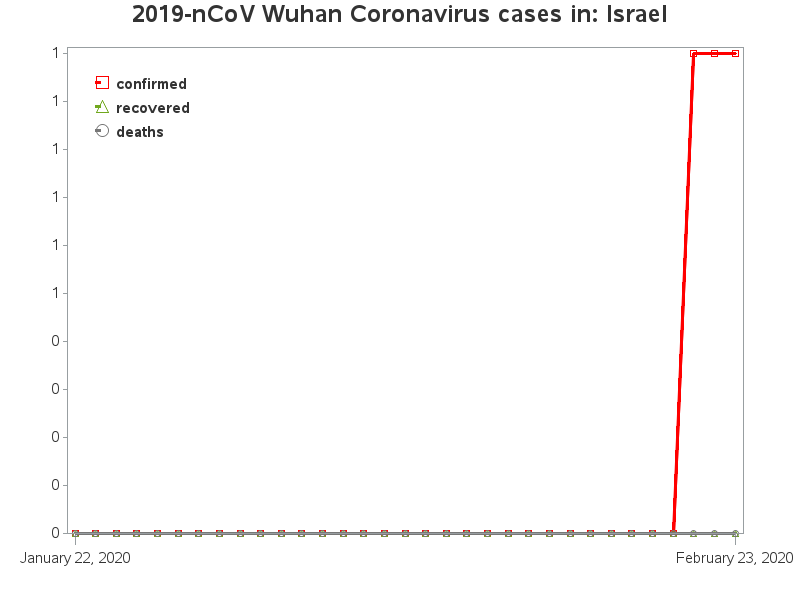 2019-nCoV Wuhan Coronavirus cases in: Israel
1
confirmed
1
recovered
deaths
1
1
1
1
0
0
0
0
0
January 22, 2020
February 23, 2020